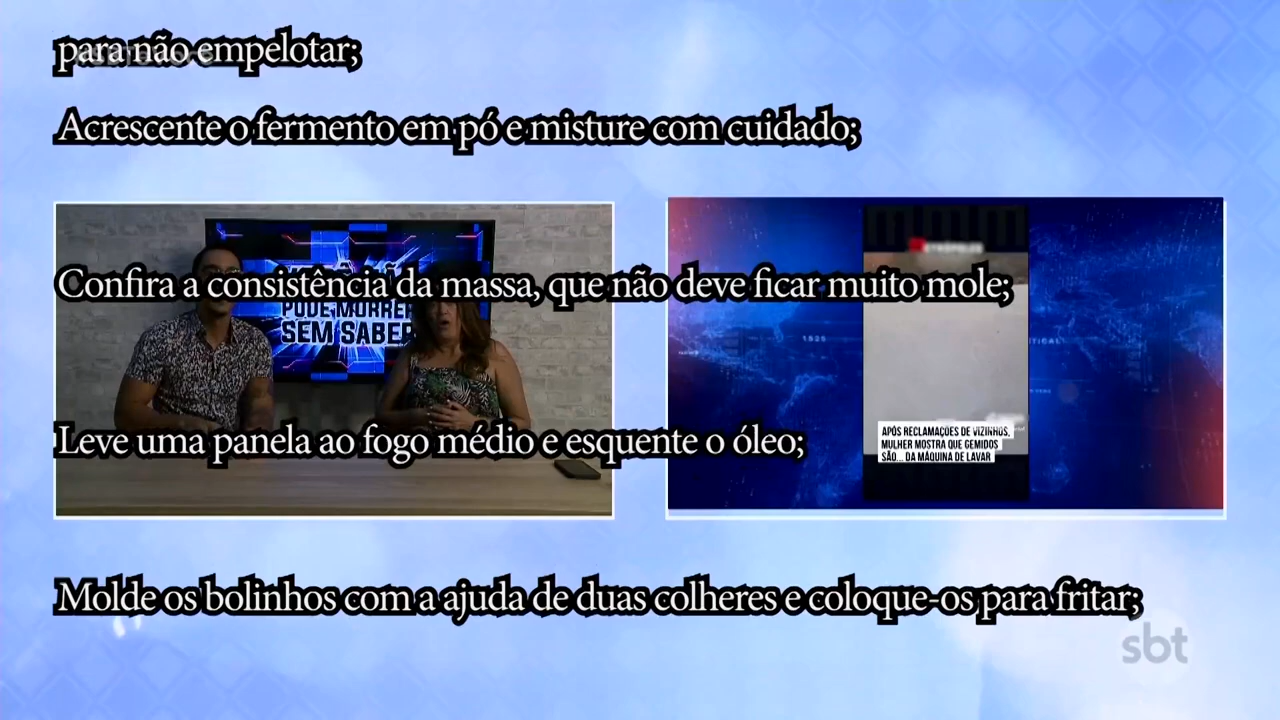 para não empelotar;
Acrescente o fermento em pó e misture com cuidado;
Confira a consistência da massa, que não deve ficar muito mole;
PODE MORRER
SEM SABER
1525
APÓS RECLAMAÇÕES DE VIZINHOS,
MULHER MOSTRA QUE GEMIDOS
SÃO... DA MÁQUINA DE LAVAR
Leve uma panela ao fogo médio e esquente o óleo;
Molde os bolinhos com a ajuda de duas colheres e coloque-os para fritar;
sbt